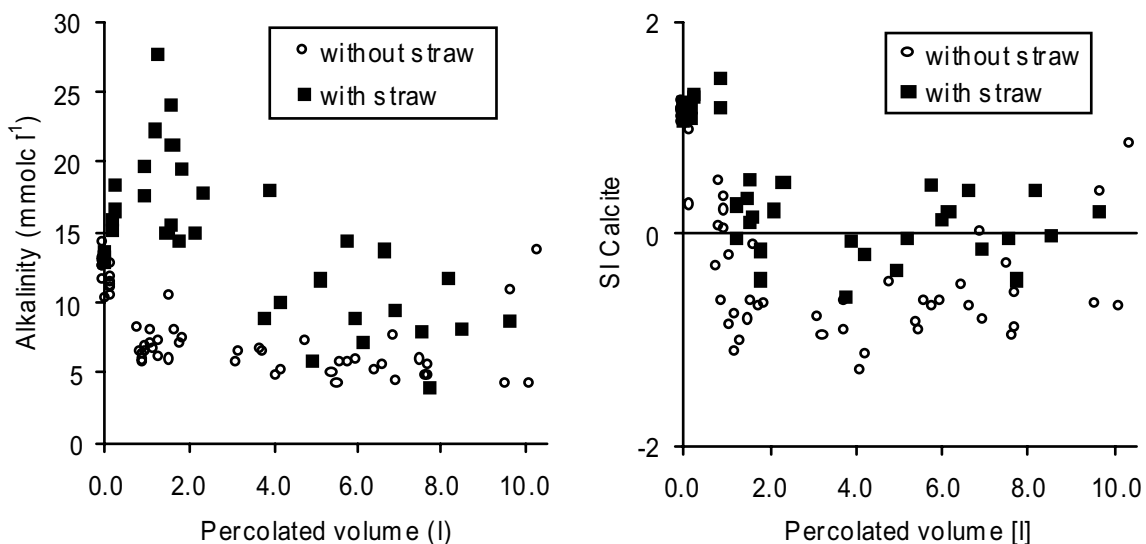 30
25
20
15
10
5
0
Alkalinity (mmolc l¹)
without straw
with straw
0.0 2.0 4.0 6.0 8.0 10.0
Percolated volume (l)
2
0
-2
SI Calcite
without straw
with straw
0.0 2.0 4.0 6.0 8.0 10.0
Percolated volume [l]